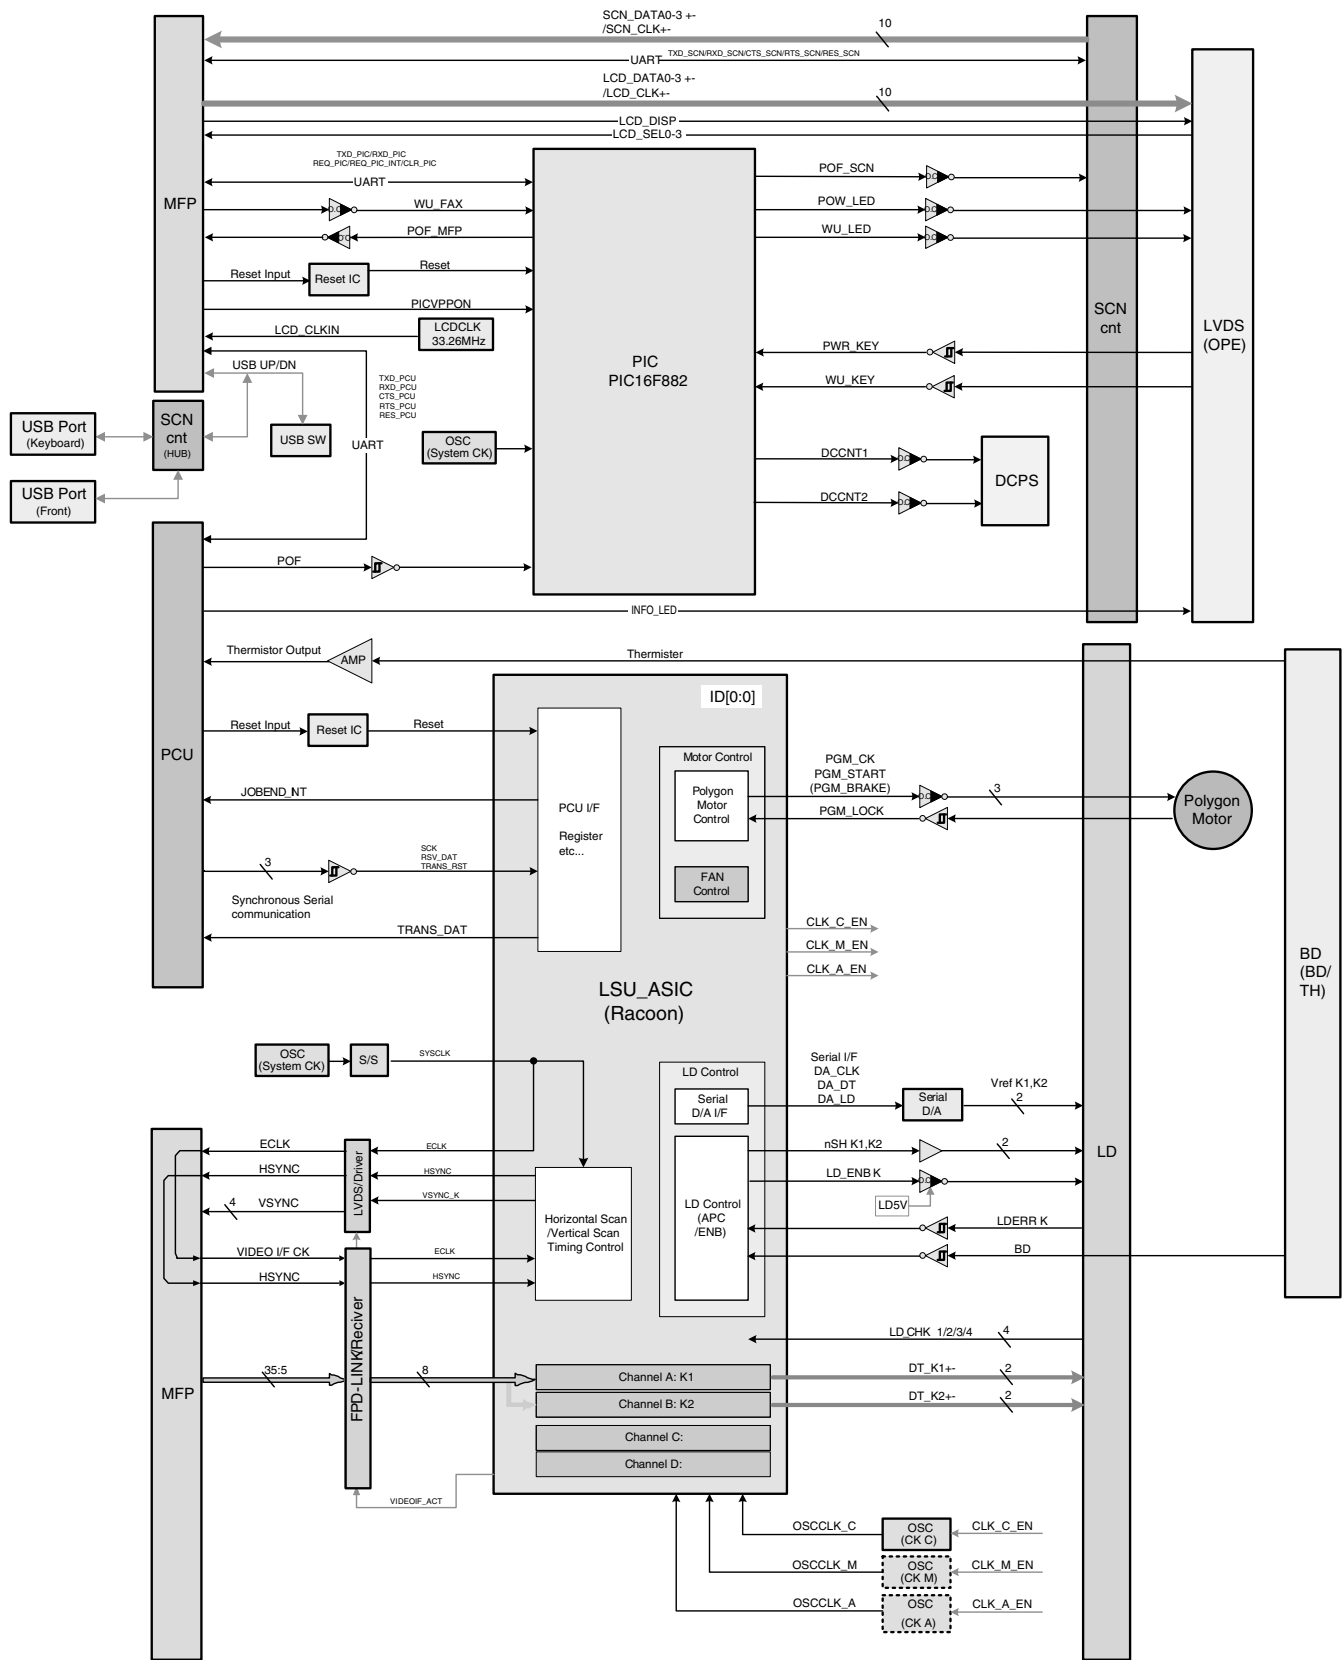 SCN_DATA0-3 +-
/SCN_CLK+-
10
UART
TXD_SCN/RXD_SCN/CTS_SCN/RTS_SCN/RES_SCN
LCD_DATA0-3 +-
/LCD_CLK+-
10
LCD_DISP
LCD_SEL0-3
TXD_PIC/RXD_PIC
REQ_PIC/REQ_PIC_INT/CLR_PIC
UART
POF_SCN
MFP
WU_FAX
POW_LED
POF_MFP
WU_LED
Reset Input
Reset IC
Reset
PICVPPON
SCN
cnt
LVDS
(OPE)
LCD_CLKIN
LCDCLK
33.26MHz
PIC
PIC16F882
PWR_KEY
USB UP/DN
TXD_PCU
RXD_PCU
CTS_PCU
RTS_PCU
RES_PCU
WU_KEY
USB Port
(Keyboard)
SCN
cnt
(HUB)
USB SW
UART
OSC
(System CK)
DCCNT1
DCPS
USB Port
(Front)
DCCNT2
POF
INFO_LED
Thermistor Output
AMP
Thermister
ID[0:0]
Reset Input
Reset IC
Reset
PCU
Motor Control
PGM_CK
PGM_START
(PGM_BRAKE)
3
JOBEND_INT
PCU I/F
Register
etc...
Polygon
Motor
Control
PGM_LOCK
Polygon
Motor
3
SCK
RSV_DAT
TRANS_RST
FAN
Control
Synchronous Serial
communication
TRANS_DAT
CLK_C_EN
CLK_M_EN
CLK_A_EN
BD
(BD/
TH)
LSU_ASIC
(Racoon)
OSC
(System CK)
S/S
SYSCLK
LD Control
Serial I/F
DA_CLK
DA_DT
DA_LD
Serial
D/A I/F
Serial
D/A
Vref K1,K2
2
ECLK
LVDS/Driver
ECLK
nSH K1,K2
2
LD
HSYNC
HSYNC
LD_ENB K
4
VSYNC
VSYNC_K
LD5V
Horizontal Scan
/Vertical Scan
Timing Control
LD Control
(APC
/ENB)
LDERR K
VIDEO I/F CK
ECLK
BD
HSYNC
HSYNC
FPD-LINK/Reciver
LD_CHK 1/2/3/4
4
MFP
35:5
8
Channel A: K1
DT_K1+-
2
Channel B: K2
DT_K2+-
2
Channel C:
Channel D:
VIDEOIF_ACT
OSCCLK_C
OSC
(CK C)
CLK_C_EN
OSCCLK_M
OSC
(CK M)
CLK_M_EN
OSCCLK_A
OSC
(CK A)
CLK_A_EN